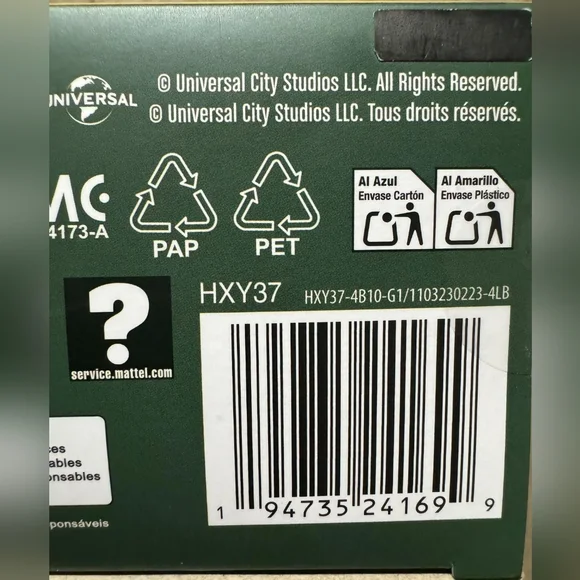 © Universal City Studios LLC. All Rights Reserved.
© Universal City Studios LLC. Tous droits réservés.
UNIVERSAL
Al Azul
Envase Cartón
Al Amarillo
Envase Plástico
4173-A
PAP
PET
?
service.mattel.com
HXY37
HXY37-4B10-G1/1103230223-4LB
1 94735 24169 9
ces
ables
onsables
ponsáveis